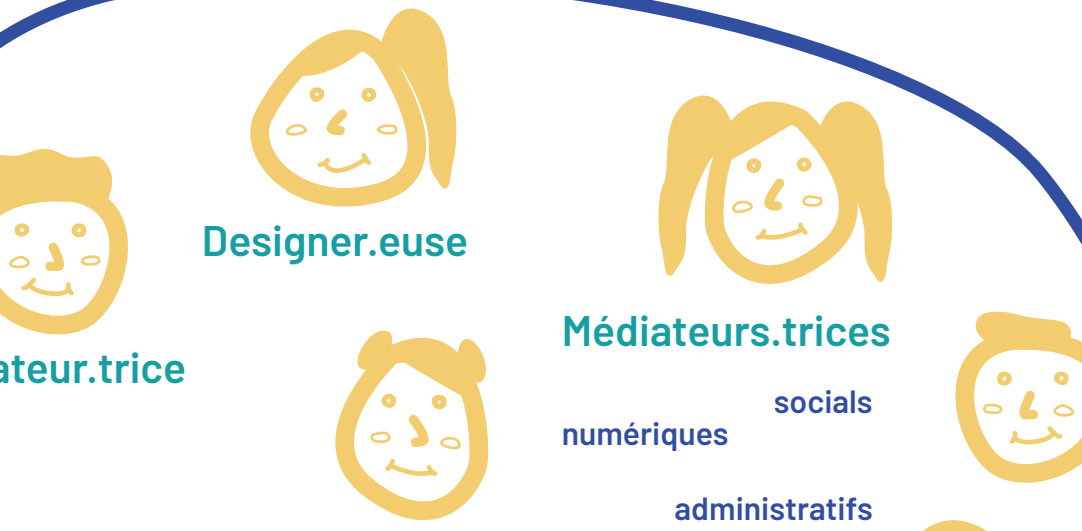 Designer.euse
Médiateurs.trices
ateur.trice
socials
numériques
administratifs